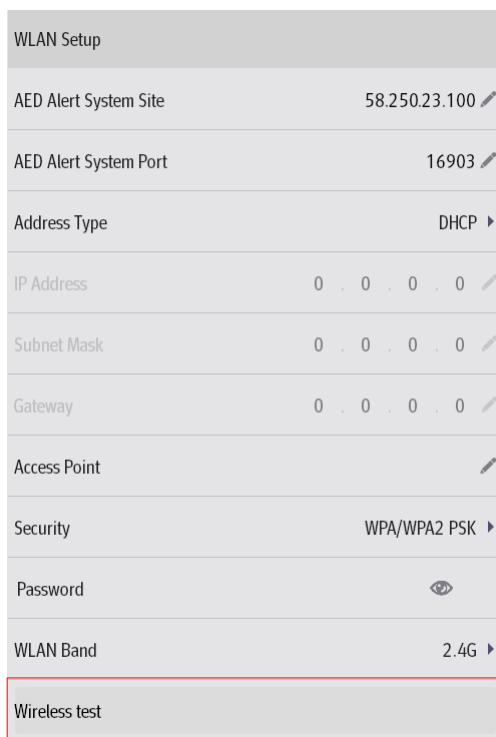 WLAN Setup
AED Alert System Site 58.250.23.100
AED Alert System Port 16903
Address Type DHCP
IP Address 0 . 0 . 0 . 0
Subnet Mask 0 . 0 . 0 . 0
Gateway 0 . 0 . 0 . 0
Access Point
Security WPA/WPA2 PSK
Password
WLAN Band 2.4G
Wireless test